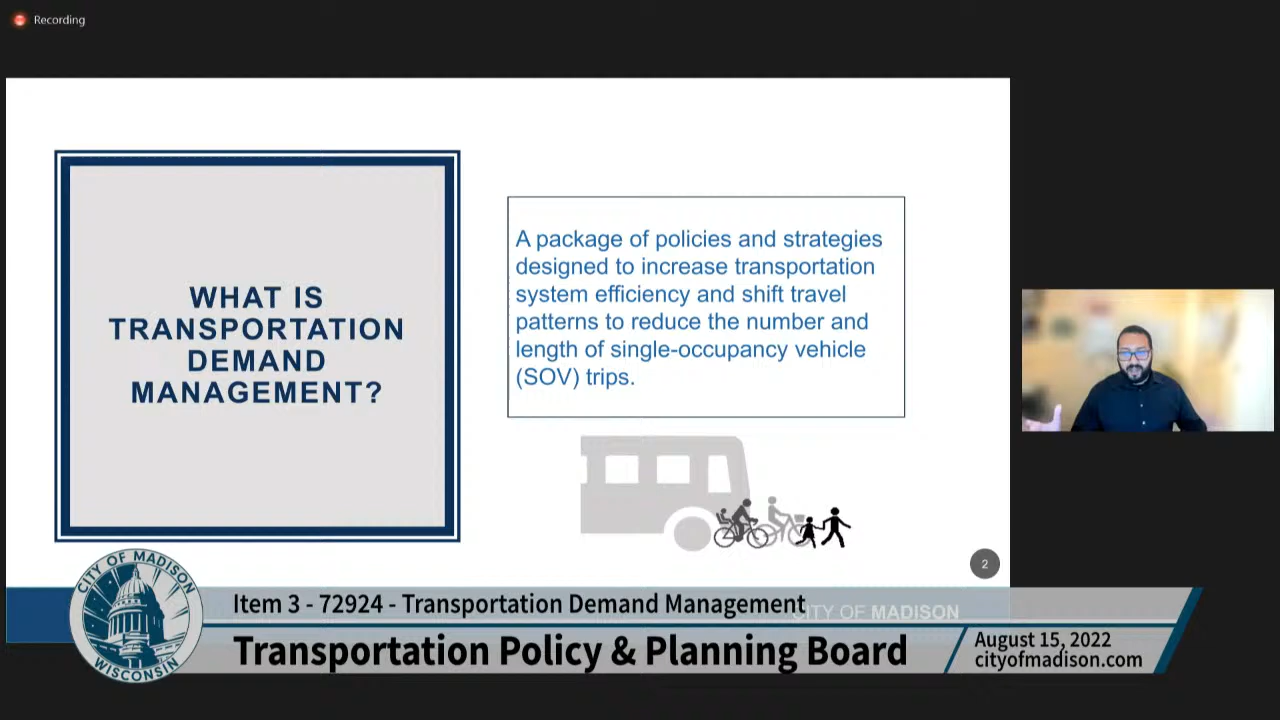 Recording
WHAT IS
TRANSPORTATION
DEMAND
MANAGEMENT?
A package of policies and strategies
designed to increase transportation
system efficiency and shift travel
patterns to reduce the number and
length of single-occupancy vehicle
(SOV) trips.
2
CITY OF MADISON
WISCONSIN
Item 3 - 72924 - Transportation Demand Management
CITY OF MADISON
Transportation Policy & Planning Board
August 15, 2022
cityofmadison.com